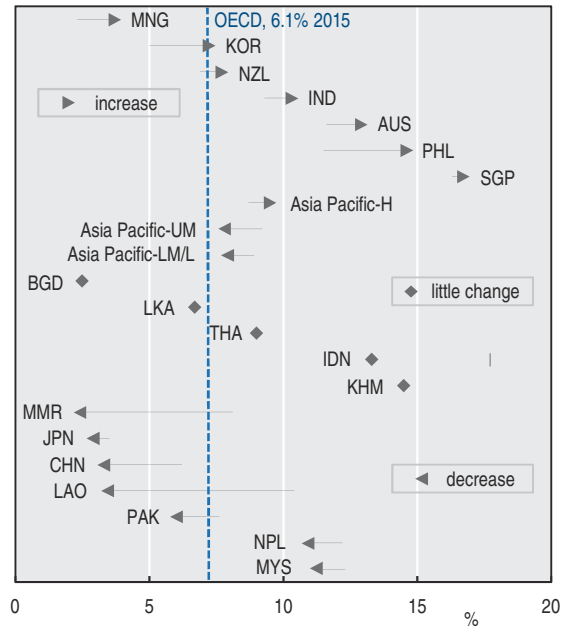 MNG
OECD, 6.1% 2015
KOR
NZL
increase
IND
AUS
PHL
SGP
Asia Pacific-H
Asia Pacific-UM
Asia Pacific-LM/L
BGD
little change
LKA
THA
IDN
KHM
MMR
JPN
CHN
decrease
LAO
PAK
NPL
MYS
0 5 10 15 20
%